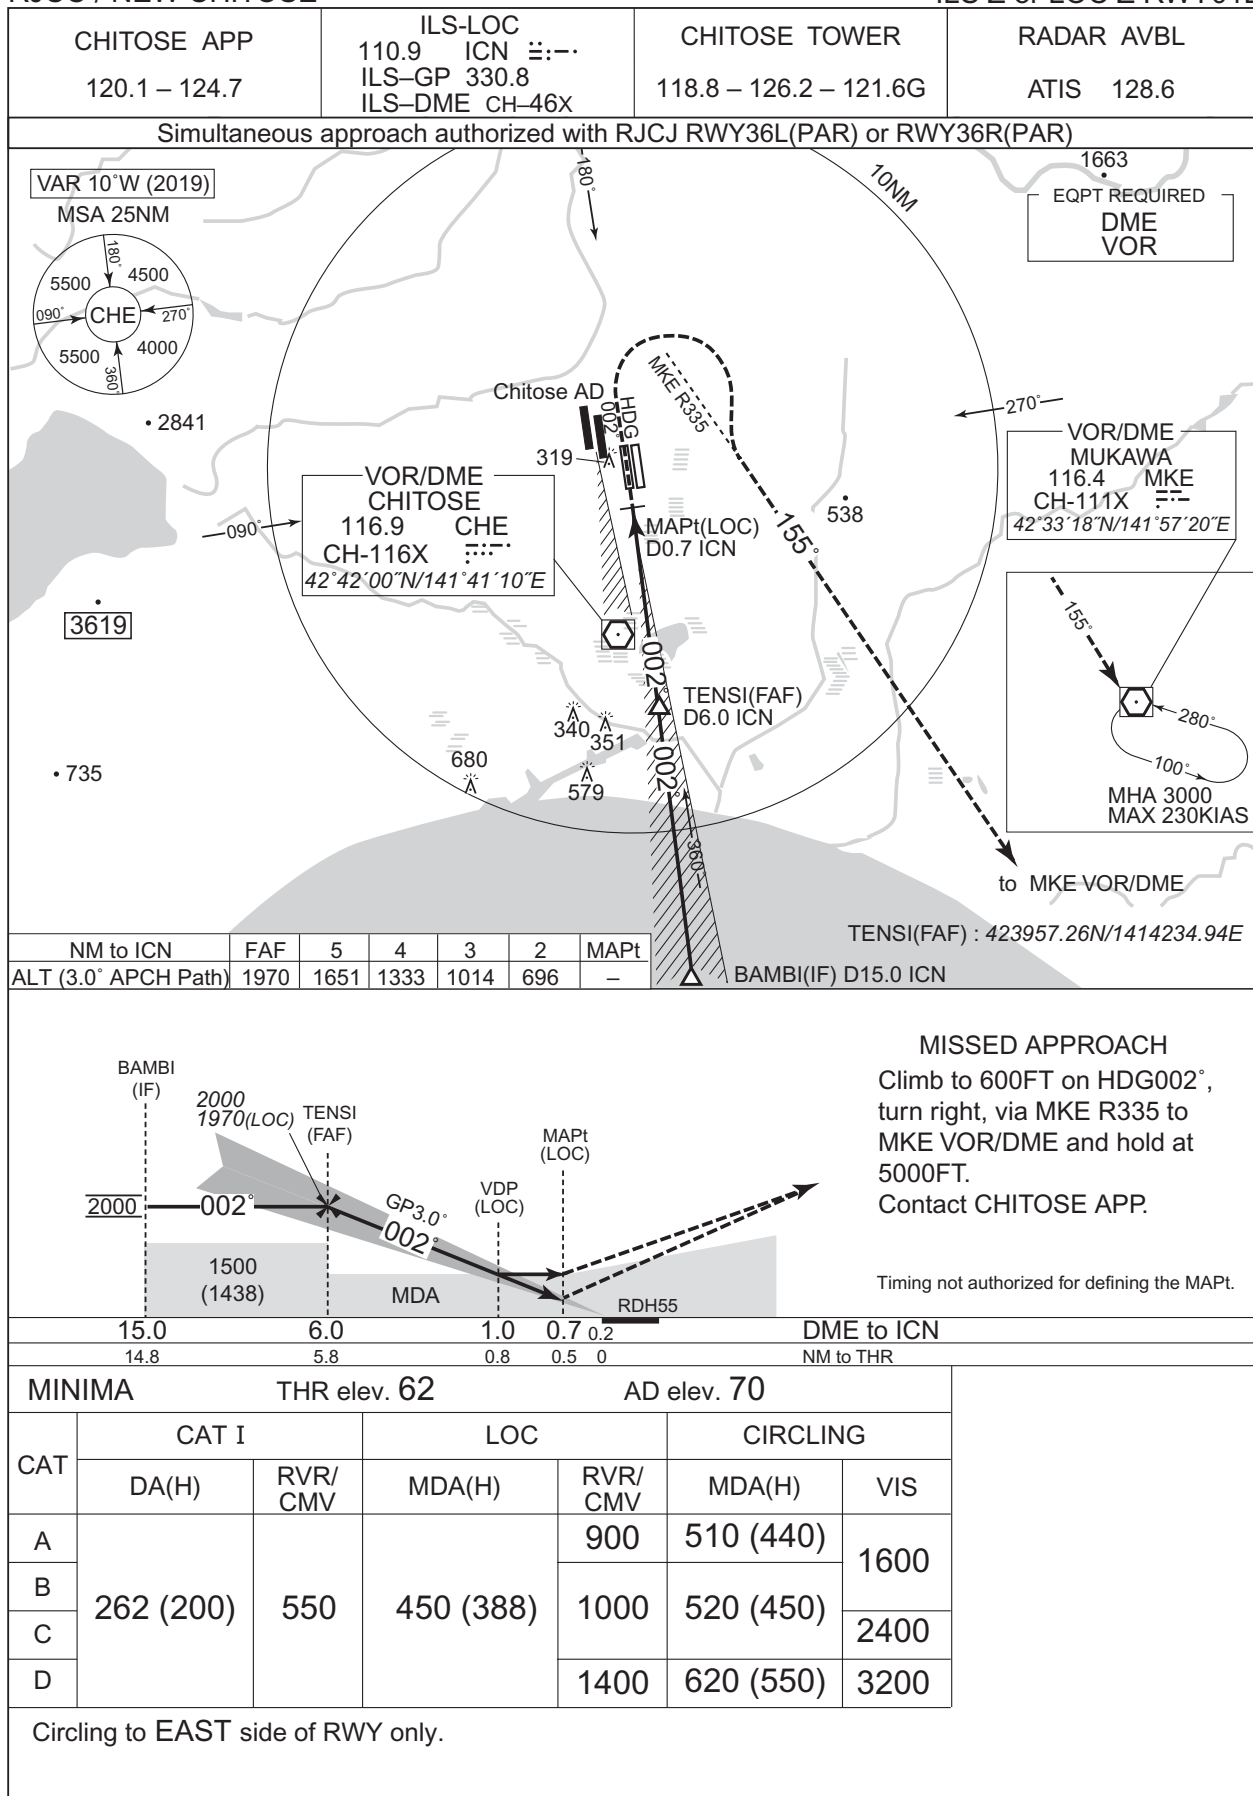 CHITOSE APP
120.1 – 124.7
ILS-LOC
110.9 ICN
ILS–GP 330.8
ILS–DME CH–46X
CHITOSE TOWER
118.8 – 126.2 – 121.6G
RADAR AVBL
ATIS 128.6
Simultaneous approach authorized with RJCJ RWY36L(PAR) or RWY36R(PAR)
VAR 10˚W (2019)
MSA 25NM
180˚
5500
4500
090˚
CHE
270˚
5500
4000
360˚
180˚
10NM
1663
EQPT REQUIRED
DME
VOR
2841
Chitose AD
HDG
002˚
MKE R335
319
270˚
VOR/DME
MUKAWA
116.4 MKE
CH-111X
42˚33´18˝N/141˚57´20˝E
VOR/DME
CHITOSE
116.9 CHE
CH-116X
42˚42´00˝N/141˚41´10˝E
090˚
538
MAPt(LOC)
D0.7 ICN
155˚
3619
155˚
280˚
100˚
MHA 3000
MAX 230KIAS
002˚
TENSI(FAF)
D6.0 ICN
340
351
680
579
735
002˚
360
to MKE VOR/DME
TENSI(FAF) : 423957.26N/1414234.94E
BAMBI(IF) D15.0 ICN
NM to ICN FAF 5 4 3 2 MAPt
ALT (3.0˚ APCH Path) 1970 1651 1333 1014 696 –
BAMBI
(IF)
2000
1970(LOC)
TENSI
(FAF)
MAPt
(LOC)
VDP
(LOC)
2000
002˚
GP3.0˚
002˚
1500
(1438)
MDA
RDH55
MISSED APPROACH
Climb to 600FT on HDG002˚,
turn right, via MKE R335 to
MKE VOR/DME and hold at
5000FT.
Contact CHITOSE APP.
Timing not authorized for defining the MAPt.
15.0 6.0 1.0 0.7 0.2 DME to ICN
14.8 5.8 0.8 0.5 0 NM to THR
MINIMA THR elev. 62 AD elev. 70
CAT
CAT I LOC CIRCLING
DA(H) RVR/CMV MDA(H) RVR/CMV MDA(H) VIS
A 900 510 (440)
1600
B
262 (200) 550 450 (388) 1000 520 (450)
C 2400
D 1400 620 (550) 3200
Circling to EAST side of RWY only.